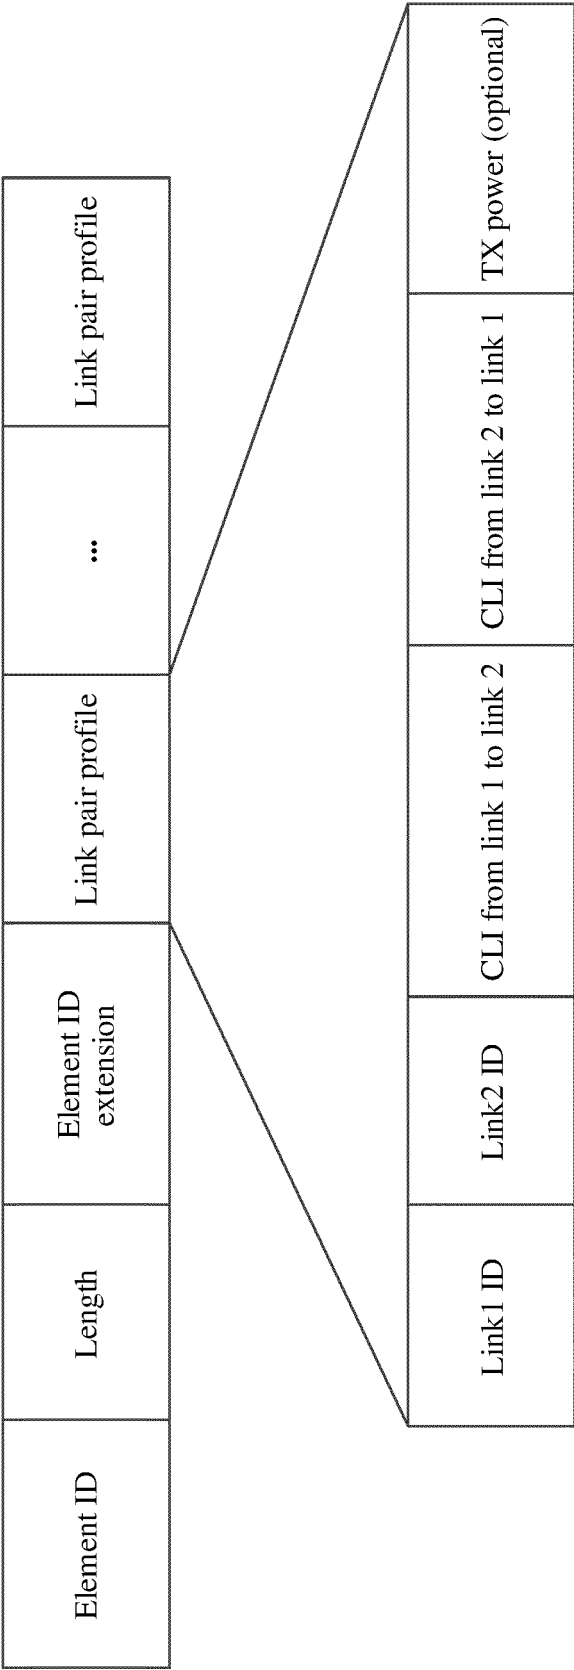 Element ID
Length
Element ID
extension
Link pair profile
...
Link pair profile
Link1 ID
Link2 ID
CLI from link 1 to link 2
CLI from link 2 to link 1
TX power (optional)